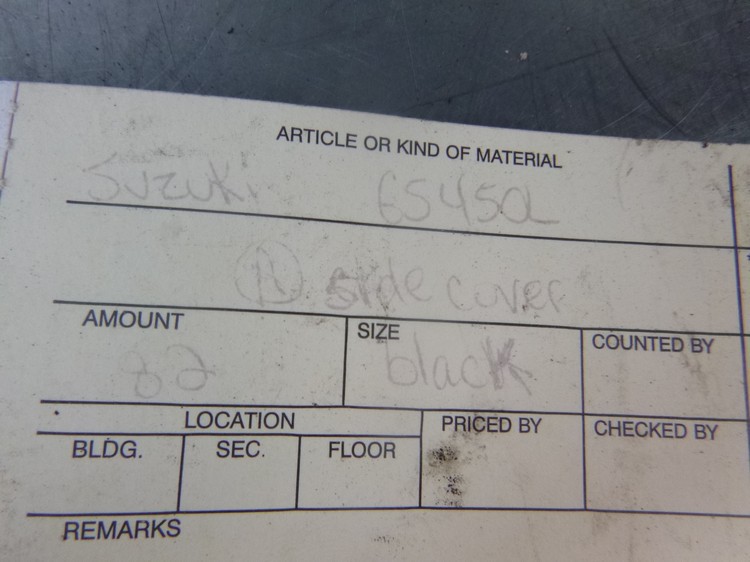 ARTICLE OR KIND OF MATERIAL
Suzuki GS450L
side cover
AMOUNT SIZE COUNTED BY
82 black
LOCATION PRICED BY CHECKED BY
BLDG. SEC. FLOOR
REMARKS